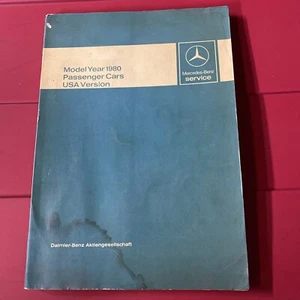 Model Year 1980
Passenger Cars
USA Version
Mercedes-Benz
service
Daimler-Benz Aktiengesellschaft